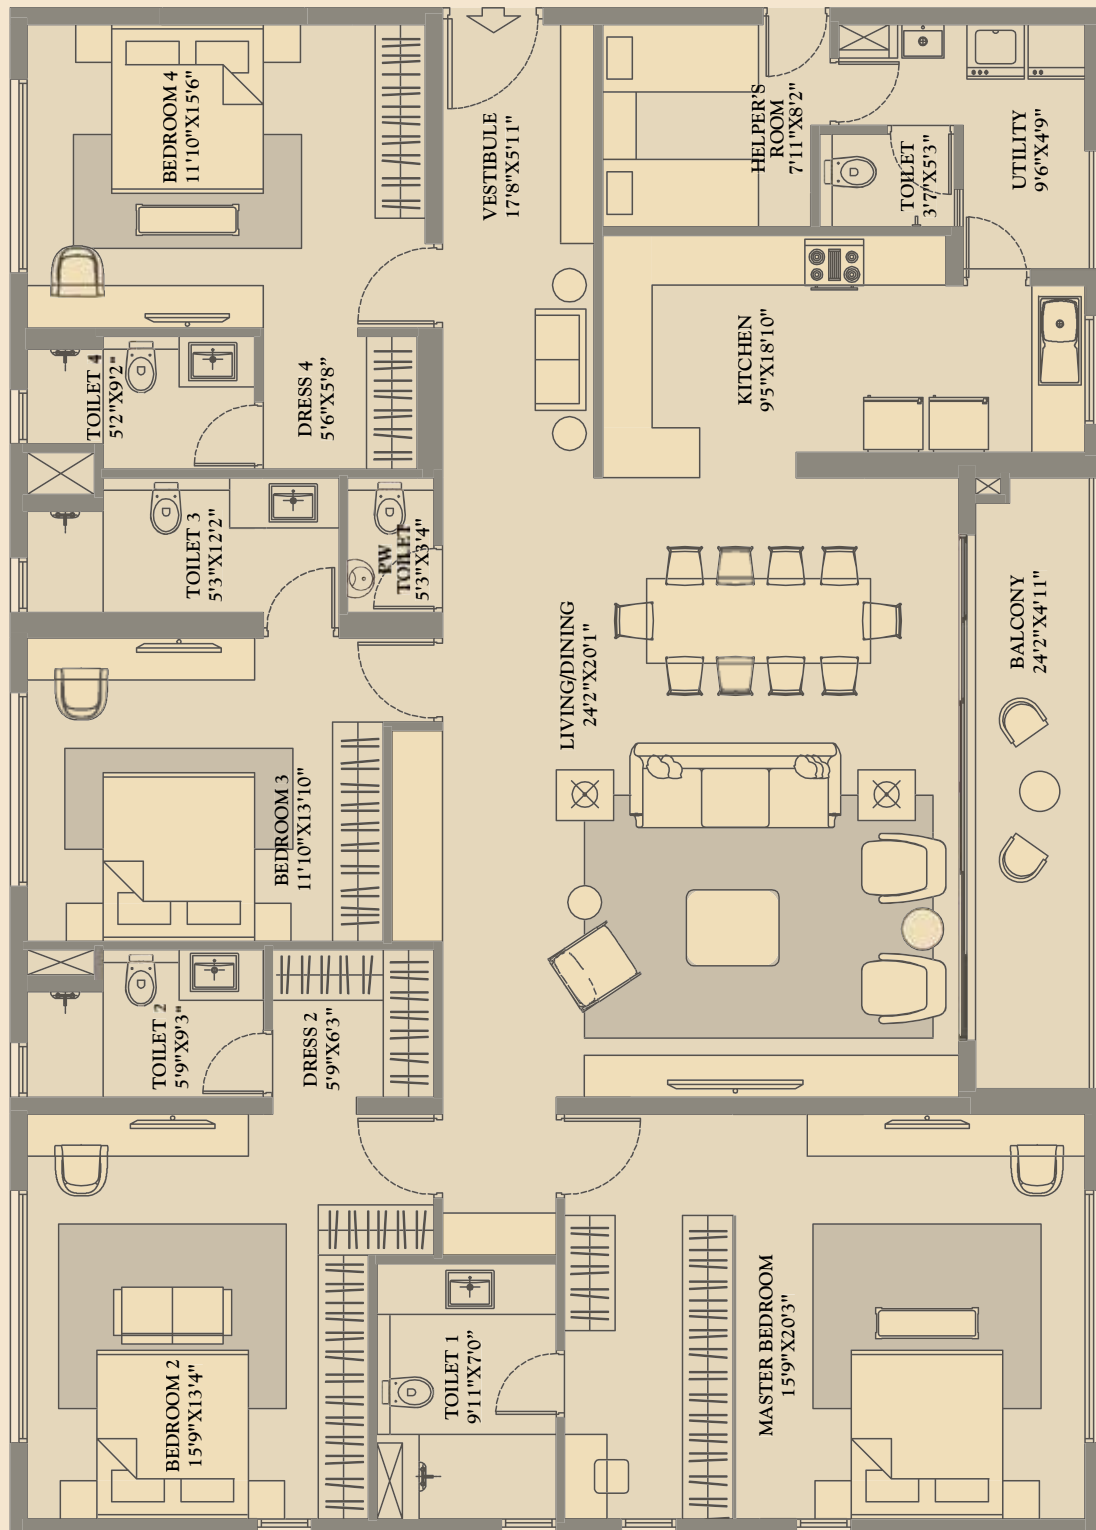 BEDROOM 4
11'10"X15'6"
VESTIBULE
17'8"X5'11"
HELPER'S
ROOM
7'11"X8'2"
TOILET
3'7"X5'3"
UTILITY
9'6"X4'9"
TOILET 4
5'2"X9'2"
DRESS 4
5'6"X5'8"
KITCHEN
9'5"X18'10"
TOILET 3
5'3"X12'2"
PW
TOILET
5'3"X3'4"
LIVING/DINING
24'2"X20'1"
BALCONY
24'2"X4'11"
BEDROOM 3
11'10"X13'10"
TOILET 2
5'9"X9'3"
DRESS 2
5'9"X6'3"
BEDROOM 2
15'9"X13'4"
TOILET 1
9'11"X7'0"
MASTER BEDROOM
15'9"X20'3"